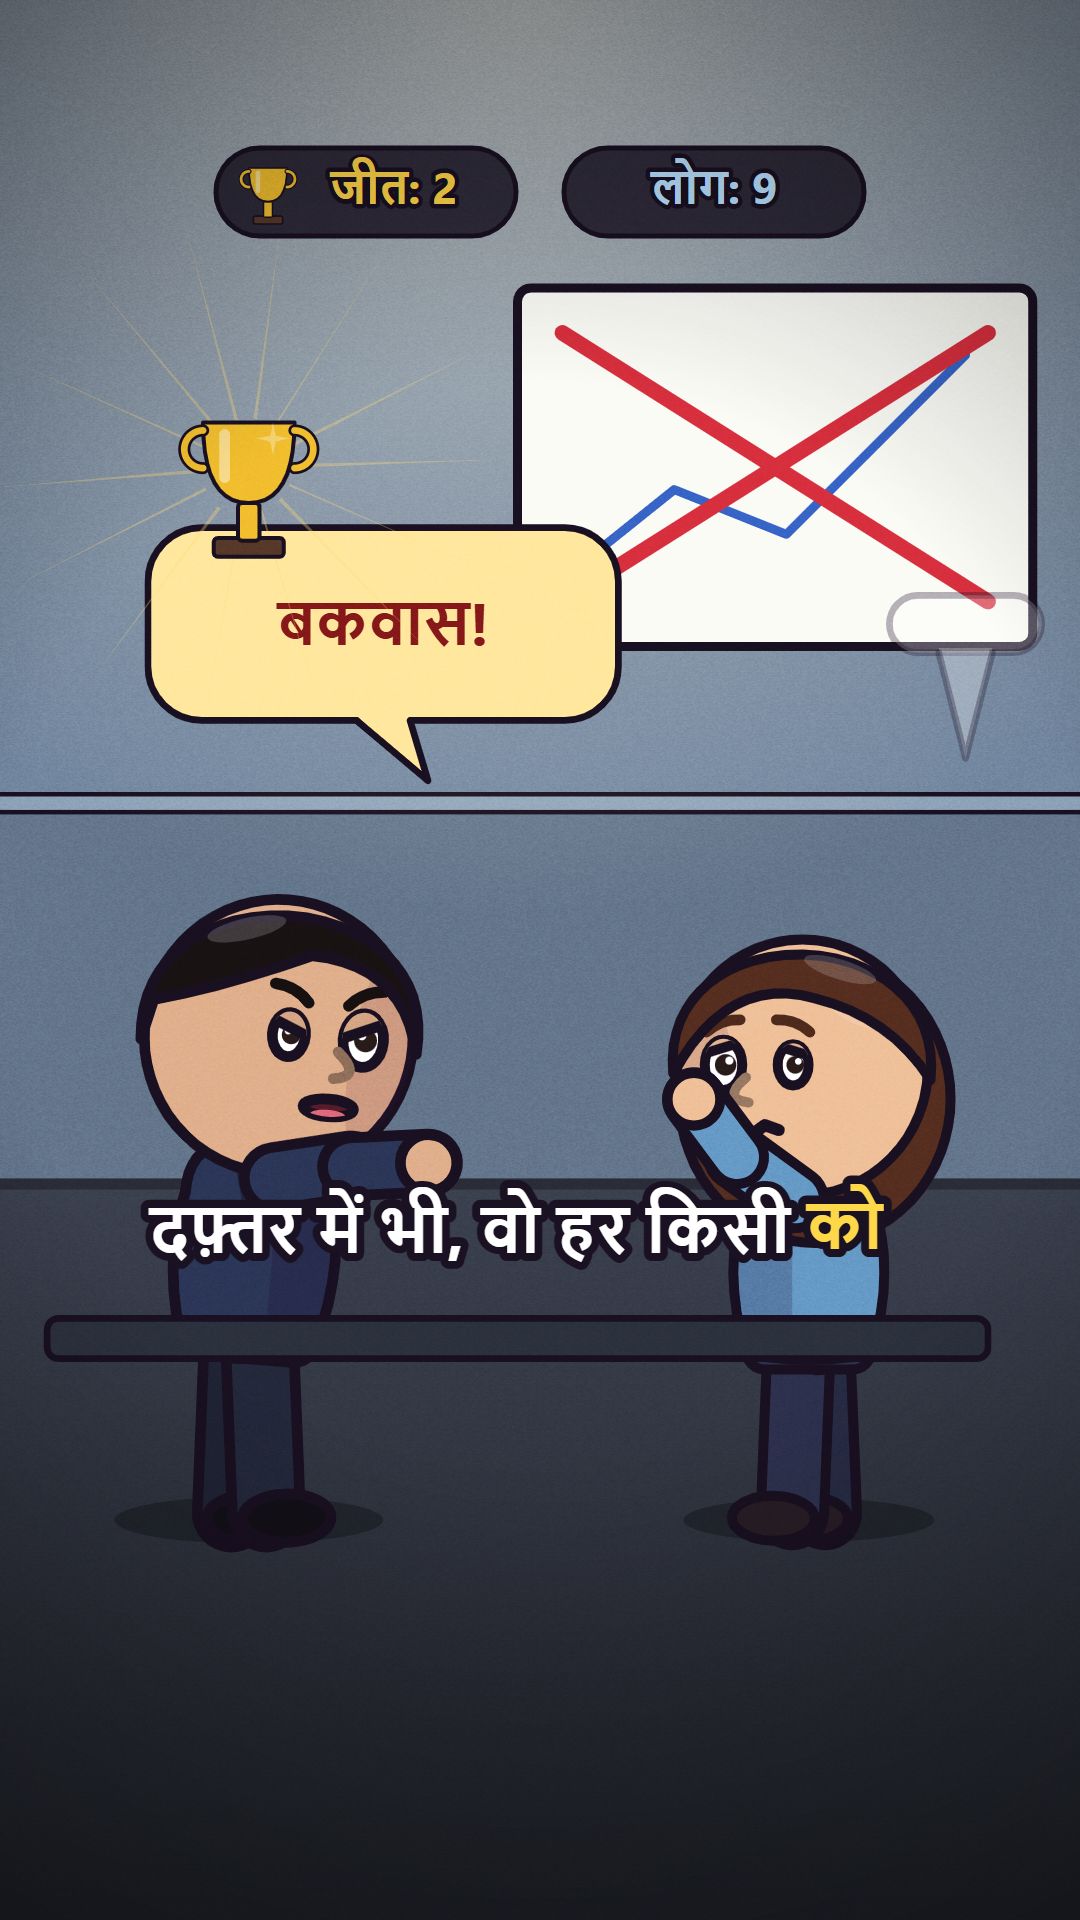 जीत: 2
लोग: 9
बकवास!
दफ़्तर में भी, वो हर किसी को